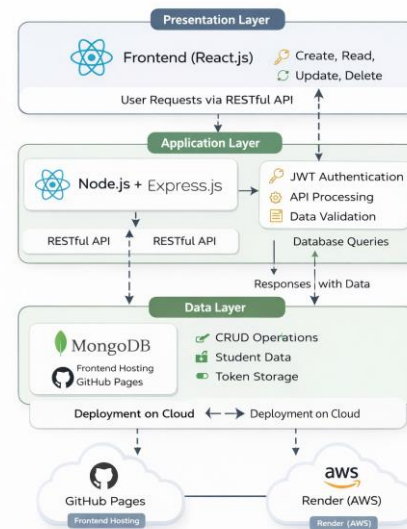 Presentation Layer
Frontend (React.js)
Create, Read,
Update, Delete
User Requests via RESTful API
Application Layer
Node.js + Express.js
JWT Authentication
API Processing
Data Validation
RESTful API
RESTful API
Database Queries
Responses with Data
Data Layer
MongoDB
Frontend Hosting
GitHub Pages
CRUD Operations
Student Data
Token Storage
Deployment on Cloud
Deployment on Cloud
GitHub Pages
Frontend Hosting
aws
Render (AWS)
Render (AWS)